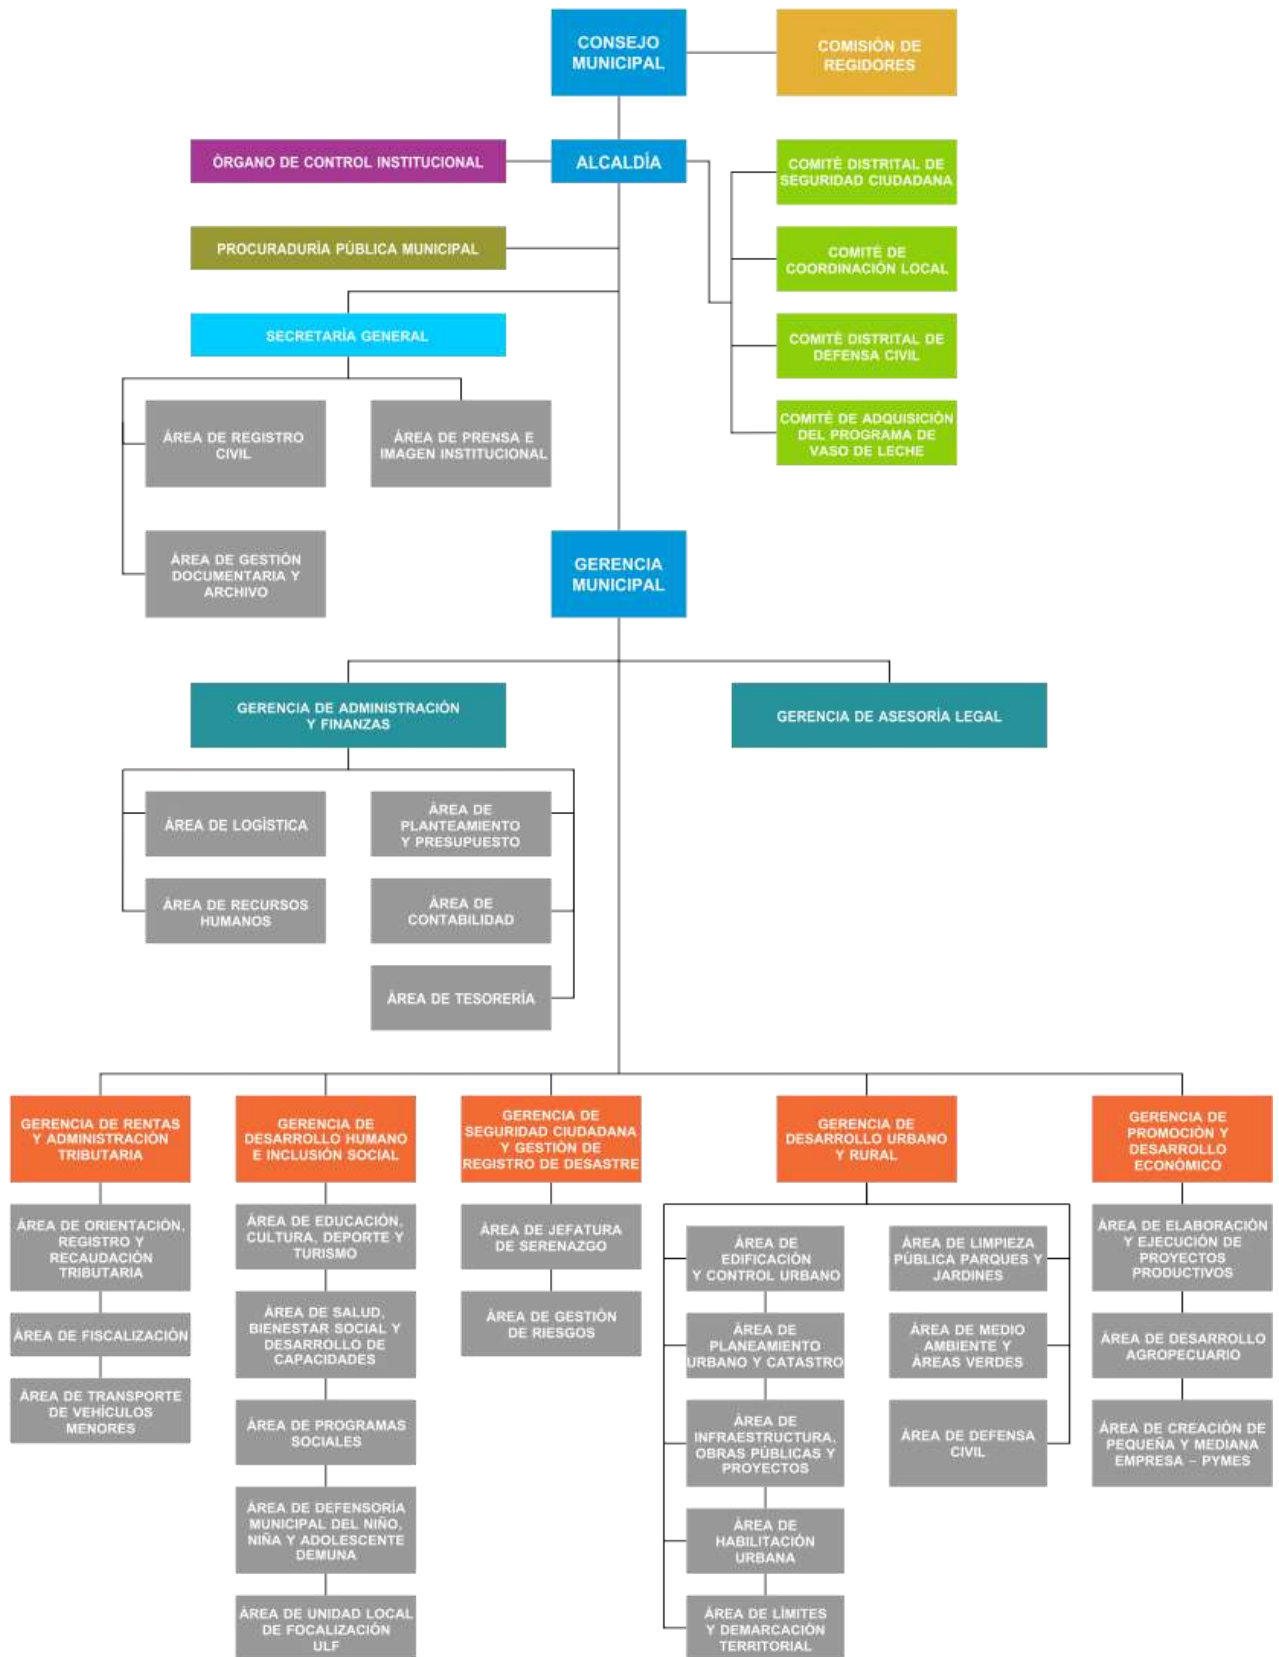 CONSEJO
MUNICIPAL
COMISIÓN DE
REGIDORES
ÓRGANO DE CONTROL INSTITUCIONAL
ALCALDÍA
COMITÉ DISTRITAL DE
SEGURIDAD CIUDADANA
PROCURADURÍA PÚBLICA MUNICIPAL
COMITÉ DE
COORDINACIÓN LOCAL
SECRETARÍA GENERAL
COMITÉ DISTRITAL DE
DEFENSA CIVIL
ÁREA DE REGISTRO
CIVIL
ÁREA DE PRENSA E
IMAGEN INSTITUCIONAL
COMITÉ DE ADQUISICIÓN
DEL PROGRAMA DE
VASO DE LECHE
ÁREA DE GESTIÓN
DOCUMENTARIA Y
ARCHIVO
GERENCIA
MUNICIPAL
GERENCIA DE ADMINISTRACIÓN
Y FINANZAS
GERENCIA DE ASESORÍA LEGAL
ÁREA DE LOGÍSTICA
ÁREA DE
PLANTEAMIENTO
Y PRESUPUESTO
ÁREA DE RECURSOS
HUMANOS
ÁREA DE
CONTABILIDAD
ÁREA DE TESORERÍA
GERENCIA DE RENTAS
Y ADMINISTRACIÓN
TRIBUTARIA
GERENCIA DE
DESARROLLO HUMANO
E INCLUSIÓN SOCIAL
GERENCIA DE
SEGURIDAD CIUDADANA
Y GESTIÓN DE
REGISTRO DE DESASTRE
GERENCIA DE
DESARROLLO URBANO
Y RURAL
GERENCIA DE
PROMOCIÓN Y
DESARROLLO
ECONÓMICO
ÁREA DE ORIENTACIÓN,
REGISTRO Y
RECAUDACIÓN
TRIBUTARIA
ÁREA DE FISCALIZACIÓN
ÁREA DE TRANSPORTE
DE VEHÍCULOS
MENORES
ÁREA DE EDUCACIÓN,
CULTURA, DEPORTE Y
TURISMO
ÁREA DE SALUD,
BIENESTAR SOCIAL Y
DESARROLLO DE
CAPACIDADES
ÁREA DE PROGRAMAS
SOCIALES
ÁREA DE DEFENSORÍA
MUNICIPAL DEL NIÑO,
NIÑA Y ADOLESCENTE
DEMUNA
ÁREA DE UNIDAD LOCAL
DE FOCALIZACIÓN
ULF
ÁREA DE JEFATURA
DE SERENAZGO
ÁREA DE GESTIÓN
DE RIESGOS
ÁREA DE
EDIFICACIÓN
Y CONTROL URBANO
ÁREA DE
PLANEAMIENTO
URBANO Y CATASTRO
ÁREA DE
INFRAESTRUCTURA,
OBRAS PÚBLICAS Y
PROYECTOS
ÁREA DE
HABILITACIÓN
URBANA
ÁREA DE LÍMITES
Y DEMARCACIÓN
TERRITORIAL
ÁREA DE LIMPIEZA
PÚBLICA PARQUES Y
JARDINES
ÁREA DE MEDIO
AMBIENTE Y
ÁREAS VERDES
ÁREA DE DEFENSA
CIVIL
ÁREA DE ELABORACIÓN
Y EJECUCIÓN DE
PROYECTOS
PRODUCTIVOS
ÁREA DE DESARROLLO
AGROPECUARIO
ÁREA DE CREACIÓN DE
PEQUEÑA Y MEDIANA
EMPRESA – PYMES